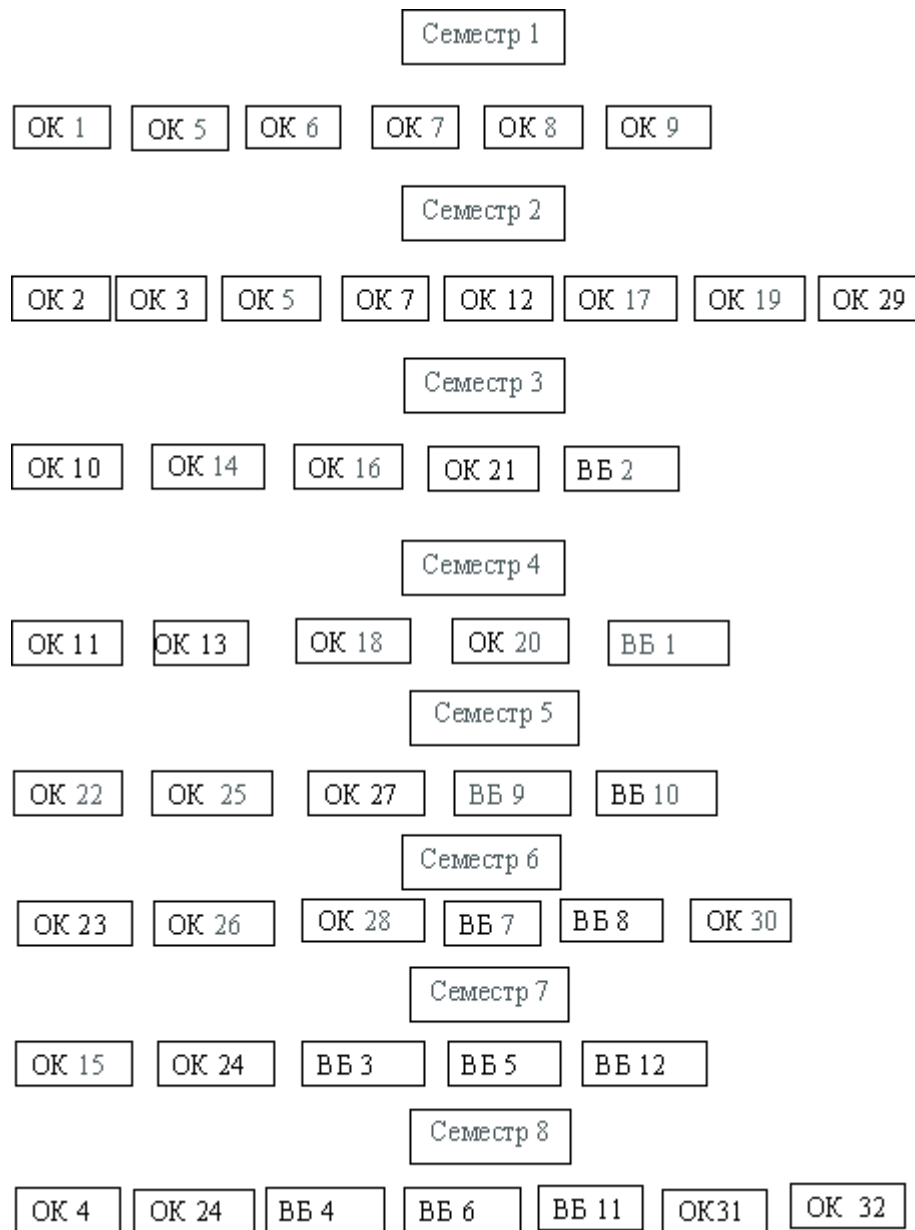 Семестр 1
ОК 1 ОК 5 ОК 6 ОК 7 ОК 8 ОК 9
Семестр 2
ОК 2 ОК 3 ОК 5 ОК 7 ОК 12 ОК 17 ОК 19 ОК 29
Семестр 3
ОК 10 ОК 14 ОК 16 ОК 21 ВБ 2
Семестр 4
ОК 11 ОК 13 ОК 18 ОК 20 ВБ 1
Семестр 5
ОК 22 ОК 25 ОК 27 ВБ 9 ВБ 10
Семестр 6
ОК 23 ОК 26 ОК 28 ВБ 7 ВБ 8 ОК 30
Семестр 7
ОК 15 ОК 24 ВБ 3 ВБ 5 ВБ 12
Семестр 8
ОК 4 ОК 24 ВБ 4 ВБ 6 ВБ 11 ОК31 ОК 32